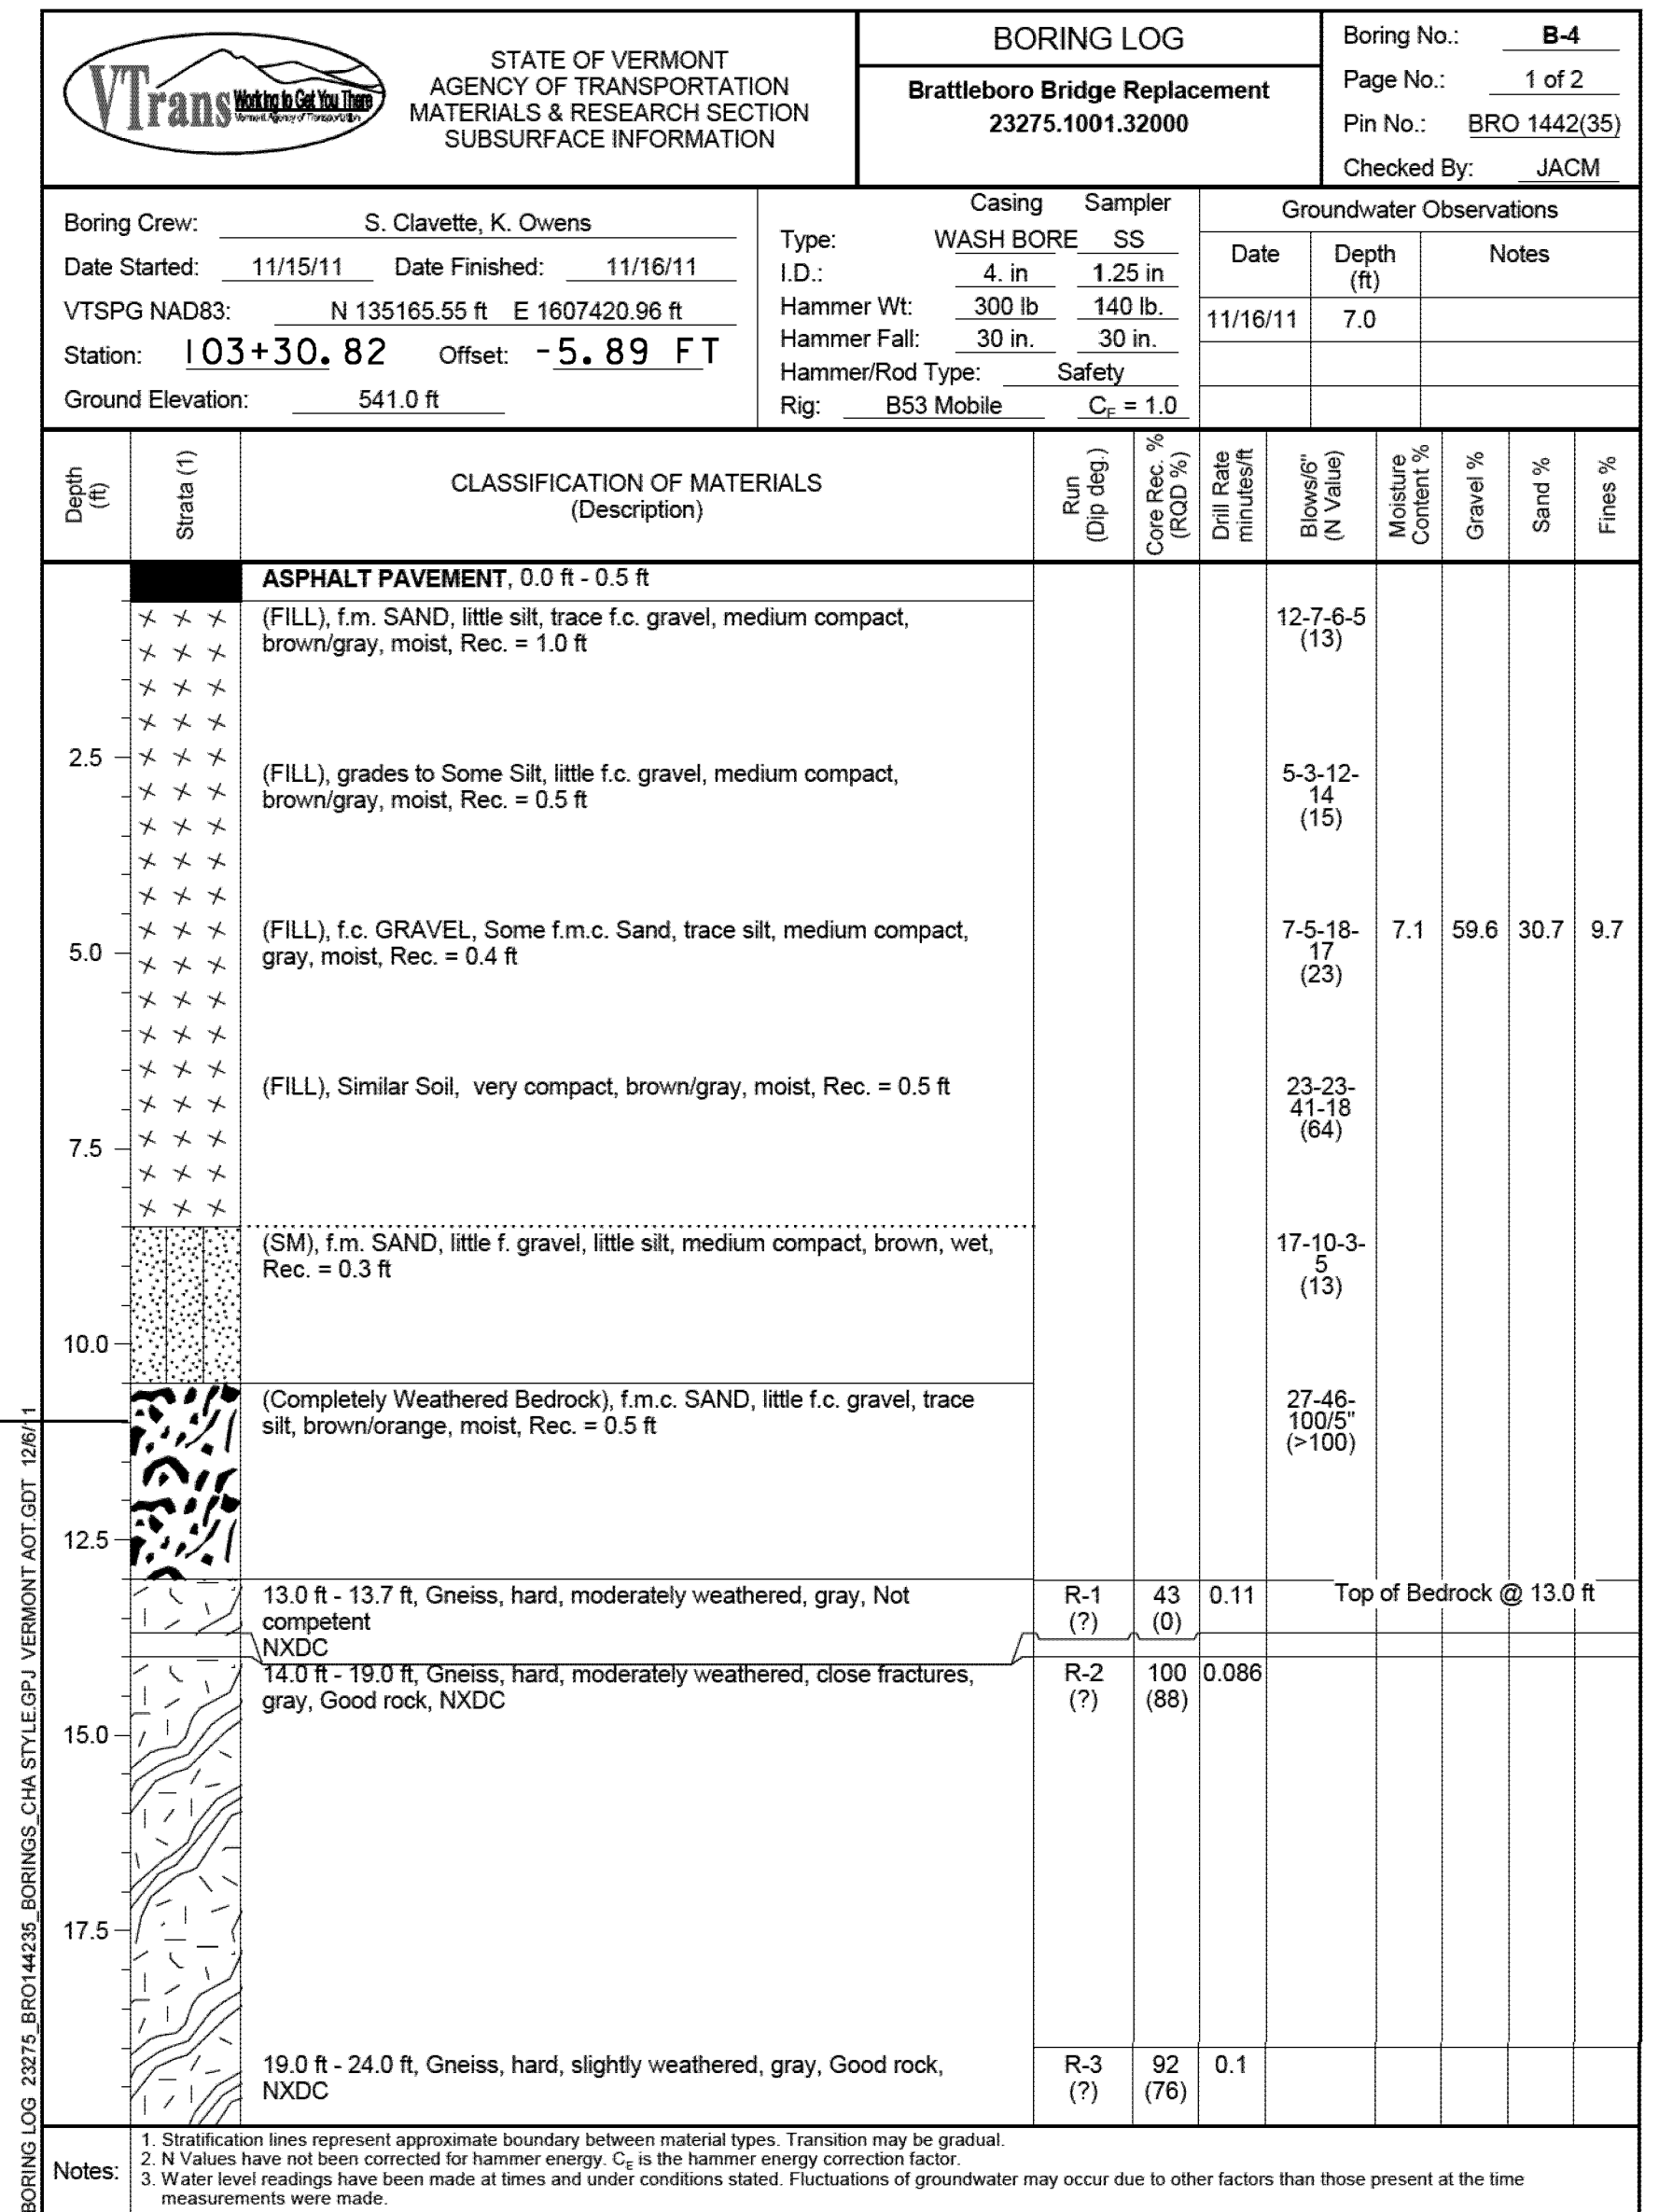 VTrans Working to Get You There
Vermont Agency of Transportation
STATE OF VERMONT
AGENCY OF TRANSPORTATION
MATERIALS & RESEARCH SECTION
SUBSURFACE INFORMATION
BORING LOG
Brattleboro Bridge Replacement
23275.1001.32000
Boring No.: B-4
Page No.: 1 of 2
Pin No.: BRO 1442(35)
Checked By: JACM
Boring Crew: S. Clavette, K. Owens
Date Started: 11/15/11 Date Finished: 11/16/11
VTSPG NAD83: N 135165.55 ft E 1607420.96 ft
Station: 103+30.82 Offset: -5.89 FT
Ground Elevation: 541.0 ft
Casing Sampler
Type: WASH BORE SS
I.D.: 4. in 1.25 in
Hammer Wt: 300 lb 140 lb.
Hammer Fall: 30 in. 30 in.
Hammer/Rod Type: Safety
Rig: B53 Mobile CE = 1.0
Groundwater Observations
Date Depth (ft) Notes
11/16/11 7.0
Depth (ft)
Strata (1)
CLASSIFICATION OF MATERIALS
(Description)
Run (Dip deg.)
Core Rec. % (RQD %)
Drill Rate minutes/ft
Blows/6" (N Value)
Moisture Content %
Gravel %
Sand %
Fines %
ASPHALT PAVEMENT, 0.0 ft - 0.5 ft
(FILL), f.m. SAND, little silt, trace f.c. gravel, medium compact, 12-7-6-5
brown/gray, moist, Rec. = 1.0 ft (13)
2.5
(FILL), grades to Some Silt, little f.c. gravel, medium compact, 5-3-12-
brown/gray, moist, Rec. = 0.5 ft 14
(15)
(FILL), f.c. GRAVEL, Some f.m.c. Sand, trace silt, medium compact, 7-5-18- 7.1 59.6 30.7 9.7
5.0 gray, moist, Rec. = 0.4 ft 17
(23)
(FILL), Similar Soil, very compact, brown/gray, moist, Rec. = 0.5 ft 23-23-
41-18
7.5 (64)
(SM), f.m. SAND, little f. gravel, little silt, medium compact, brown, wet, 17-10-3-
Rec. = 0.3 ft 5
(13)
10.0
(Completely Weathered Bedrock), f.m.c. SAND, little f.c. gravel, trace 27-46-
silt, brown/orange, moist, Rec. = 0.5 ft 100/5"
(>100)
12.5
13.0 ft - 13.7 ft, Gneiss, hard, moderately weathered, gray, Not R-1 43 0.11 Top of Bedrock @ 13.0 ft
competent (?) (0)
NXDC
14.0 ft - 19.0 ft, Gneiss, hard, moderately weathered, close fractures, R-2 100 0.086
gray, Good rock, NXDC (?) (88)
15.0
17.5
19.0 ft - 24.0 ft, Gneiss, hard, slightly weathered, gray, Good rock, R-3 92 0.1
NXDC (?) (76)
Notes:
1. Stratification lines represent approximate boundary between material types. Transition may be gradual.
2. N Values have not been corrected for hammer energy. CE is the hammer energy correction factor.
3. Water level readings have been made at times and under conditions stated. Fluctuations of groundwater may occur due to other factors than those present at the time
measurements were made.
BORING LOG 23275_BRO144235_BORINGS_CHA STYLE.GPJ VERMONT AOT.GDT 12/6/11